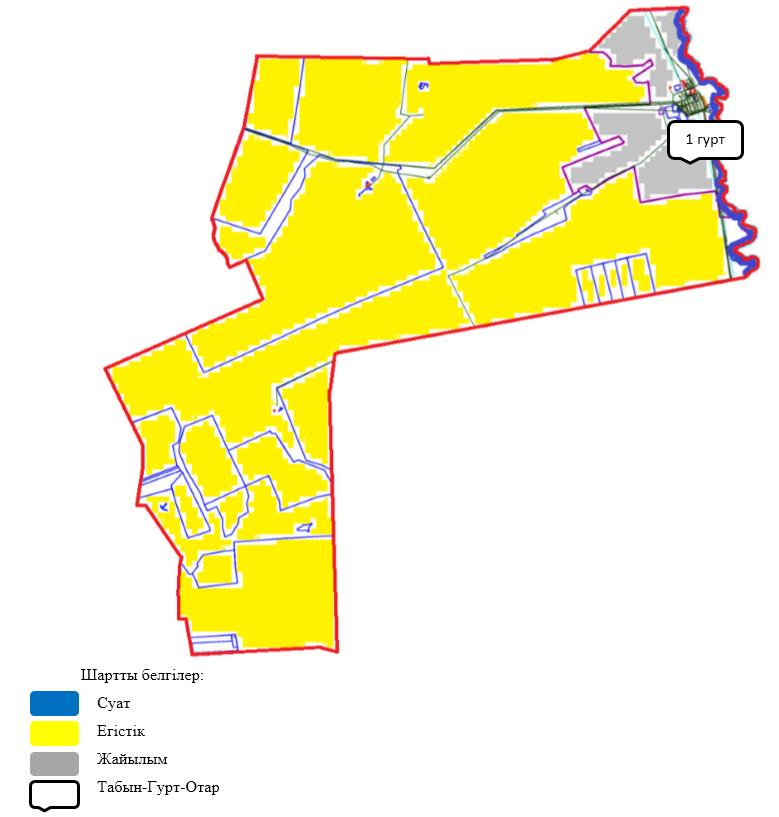 1 гурт
Шартты белгілер:
Суат
Егістік
Жайылым
Табын-Гурт-Отар